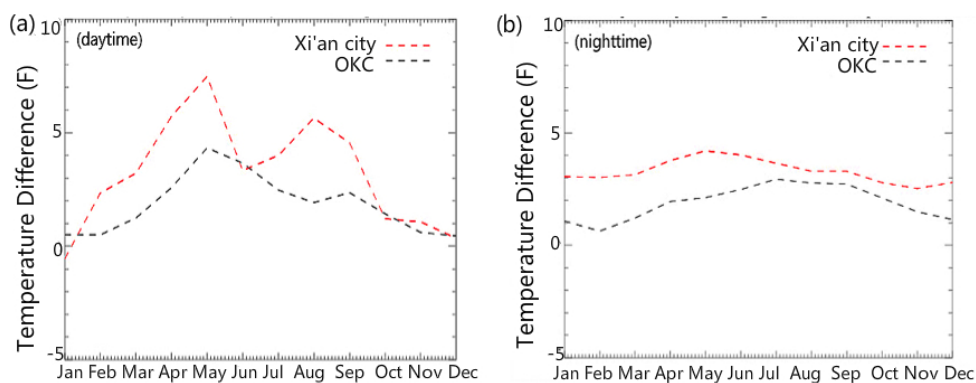 (a)
(daytime)
Xi'an city
OKC
Temperature Difference (F)
10
5
0
-5
Jan Feb Mar Apr May Jun Jul Aug Sep Oct Nov Dec
(b)
(nighttime)
Xi'an city
OKC
Temperature Difference (F)
10
5
0
-5
Jan Feb Mar Apr May Jun Jul Aug Sep Oct Nov Dec